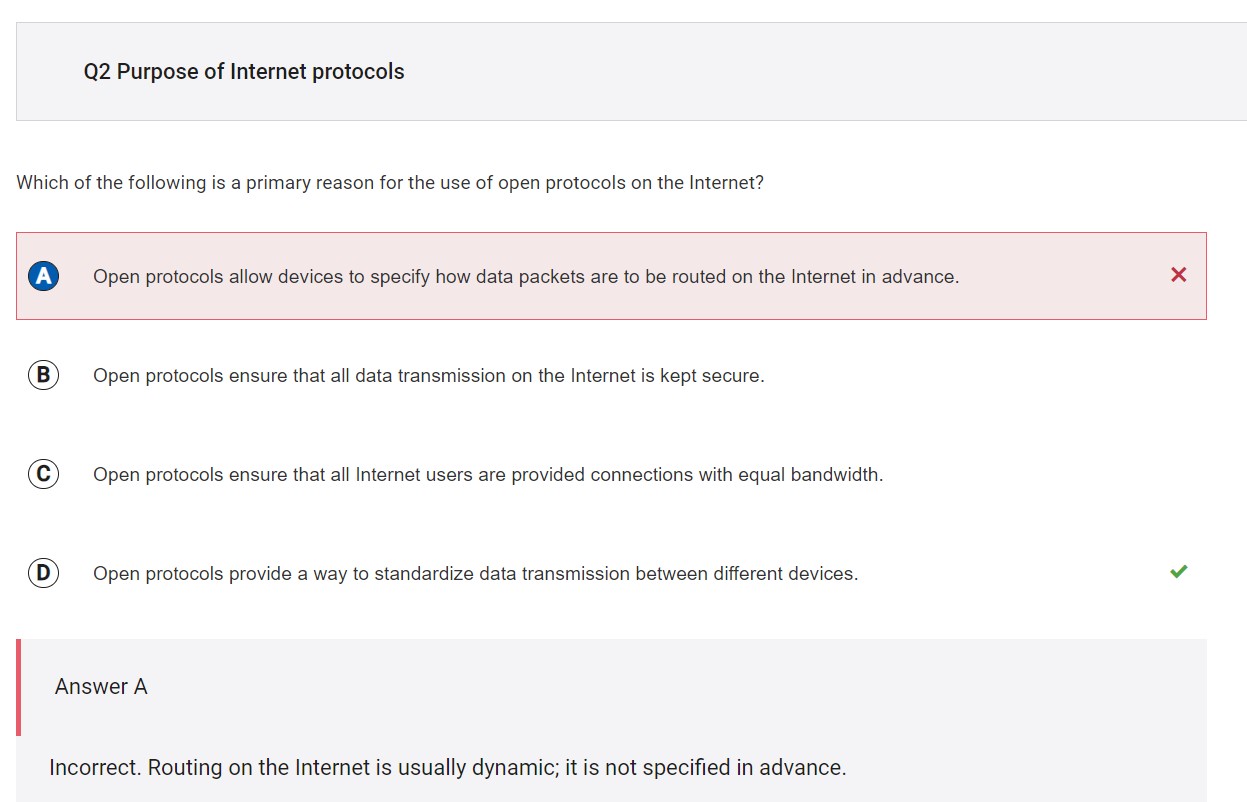 Q2 Purpose of Internet protocols
Which of the following is a primary reason for the use of open protocols on the Internet?
A Open protocols allow devices to specify how data packets are to be routed on the Internet in advance.
B Open protocols ensure that all data transmission on the Internet is kept secure.
C Open protocols ensure that all Internet users are provided connections with equal bandwidth.
D Open protocols provide a way to standardize data transmission between different devices.
Answer A
Incorrect. Routing on the Internet is usually dynamic; it is not specified in advance.